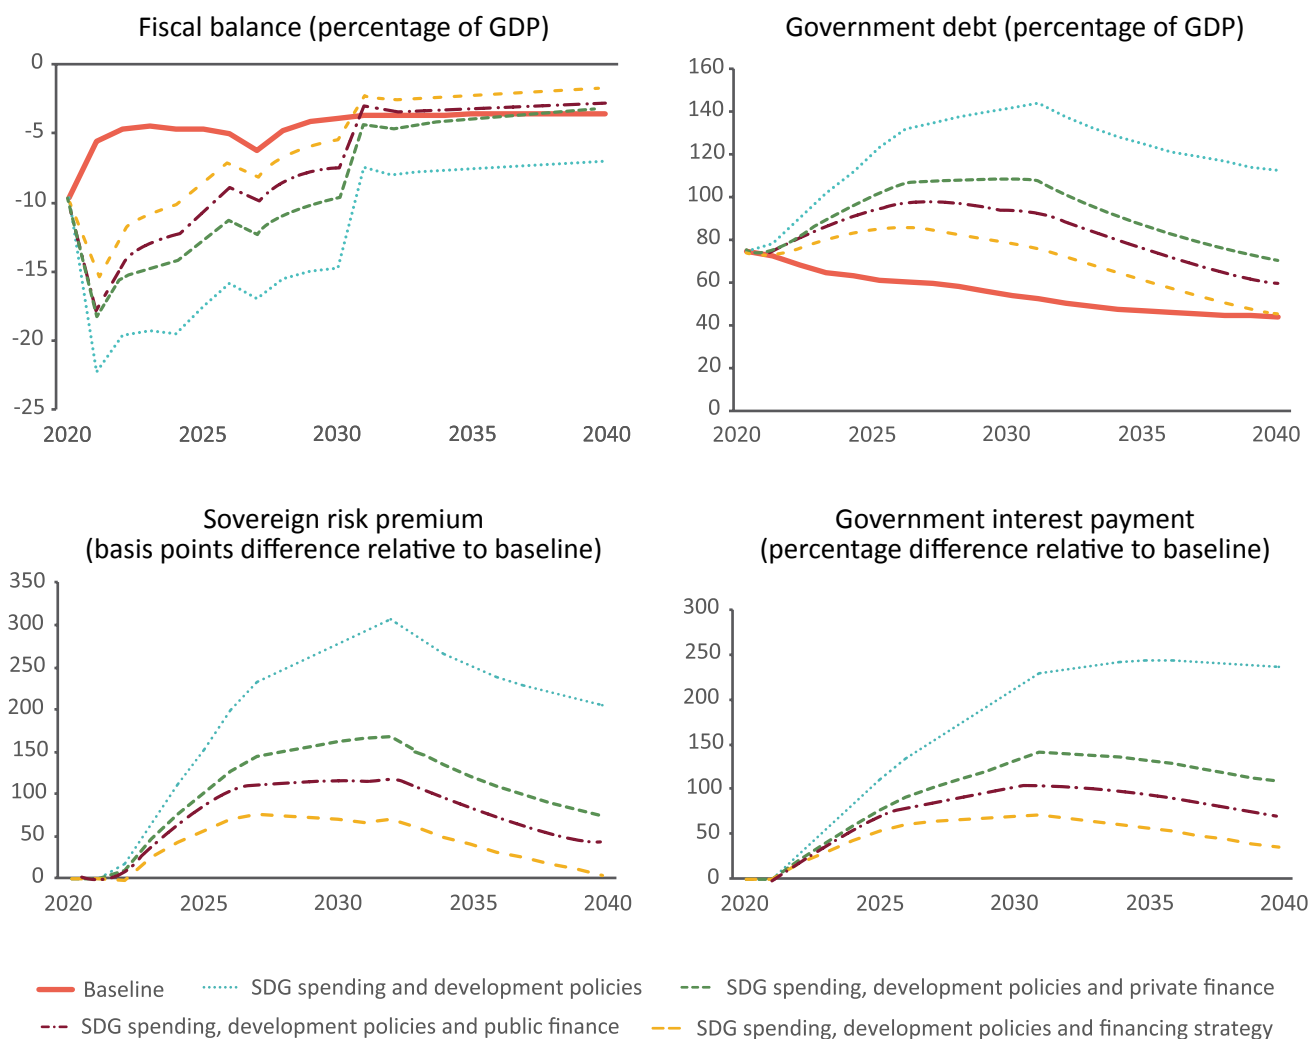 Fiscal balance (percentage of GDP)
0
-5
-10
-15
-20
-25
2020 2025 2030 2035 2040
Government debt (percentage of GDP)
160
140
120
100
80
60
40
20
0
2020 2025 2030 2035 2040
Sovereign risk premium
(basis points difference relative to baseline)
350
300
250
200
150
100
50
0
2020 2025 2030 2035 2040
Government interest payment
(percentage difference relative to baseline)
300
250
200
150
100
50
0
2020 2025 2030 2035 2040
Baseline SDG spending and development policies SDG spending, development policies and private finance
SDG spending, development policies and public finance SDG spending, development policies and financing strategy